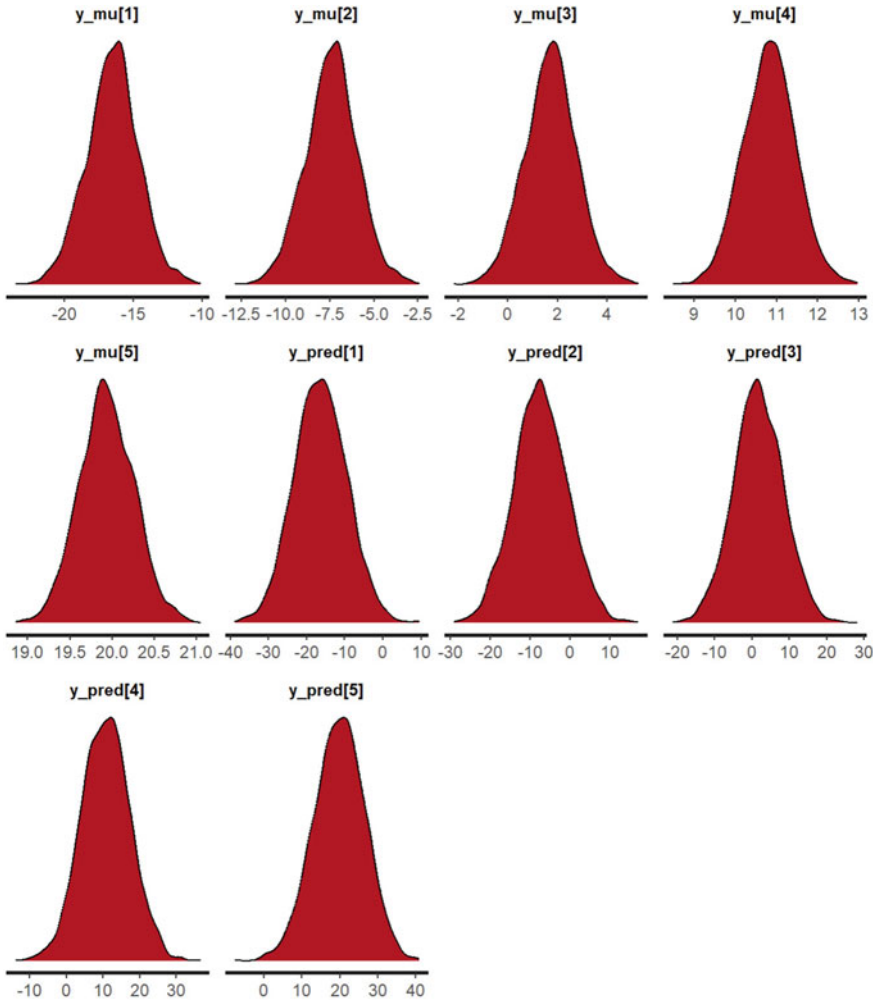 y_mu[1] y_mu[2] y_mu[3] y_mu[4]
-20 -15 -10 -12.5 -10.0 -7.5 -5.0 -2.5 -2 0 2 4 9 10 11 12 13
y_mu[5] y_pred[1] y_pred[2] y_pred[3]
19.0 19.5 20.0 20.5 21.0 -40 -30 -20 -10 0 10 -30 -20 -10 0 10 -20 -10 0 10 20 30
y_pred[4] y_pred[5]
-10 0 10 20 30 0 10 20 30 40